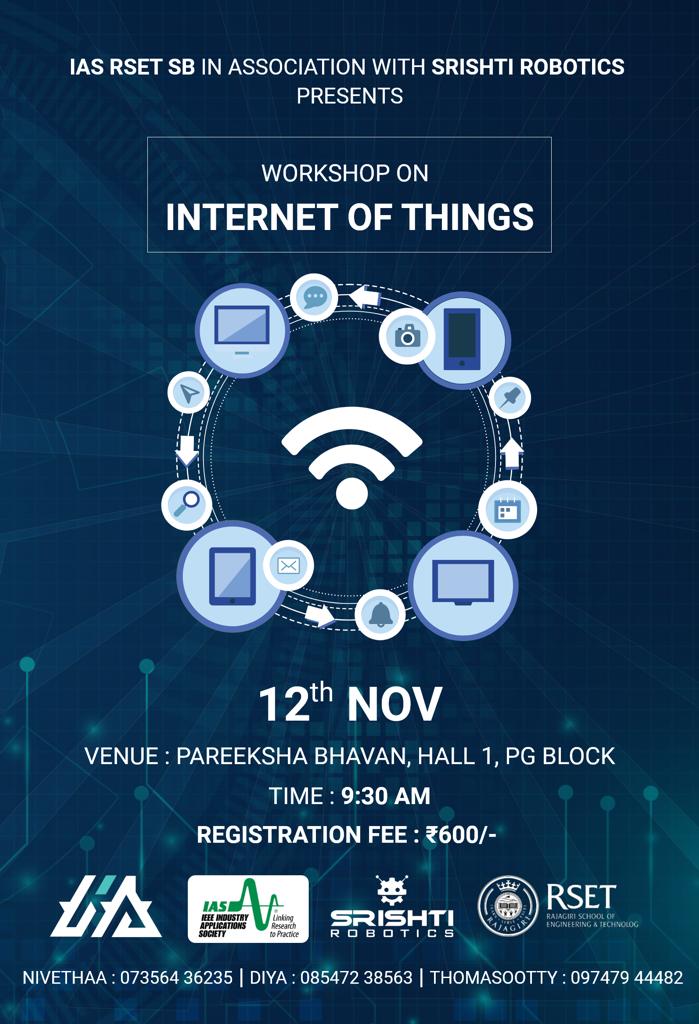 IAS RSET SB IN ASSOCIATION WITH SRISHTI ROBOTICS
PRESENTS
WORKSHOP ON
INTERNET OF THINGS
12th NOV
VENUE : PAREEKSHA BHAVAN, HALL 1, PG BLOCK
TIME : 9:30 AM
REGISTRATION FEE : ₹600/-
IAS
IEEE INDUSTRY
APPLICATIONS
SOCIETY
Linking
Research
to Practice
SRISHTI
ROBOTICS
RAJAGIRI
RSET
RAJAGIRI SCHOOL OF
ENGINEERING & TECHNOLOG
NIVETHAA : 073564 36235 | DIYA : 085472 38563 | THOMASOOTTY : 097479 44482